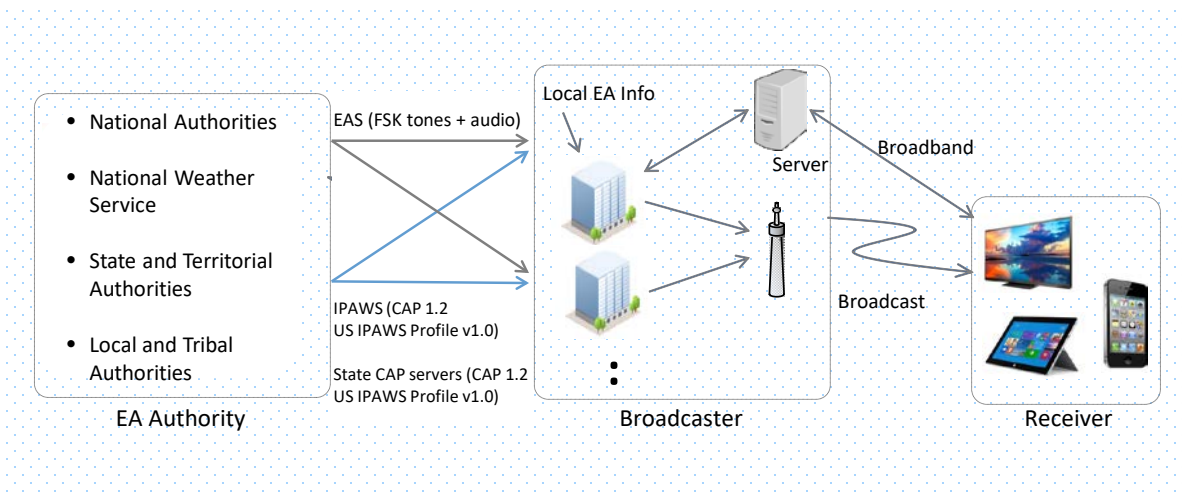 • National Authorities
• National Weather
Service
• State and Territorial
Authorities
• Local and Tribal
Authorities
EA Authority
EAS (FSK tones + audio)
IPAWS (CAP 1.2
US IPAWS Profile v1.0)
State CAP servers (CAP 1.2
US IPAWS Profile v1.0)
Local EA Info
Server
:
Broadcaster
Broadband
Broadcast
Receiver